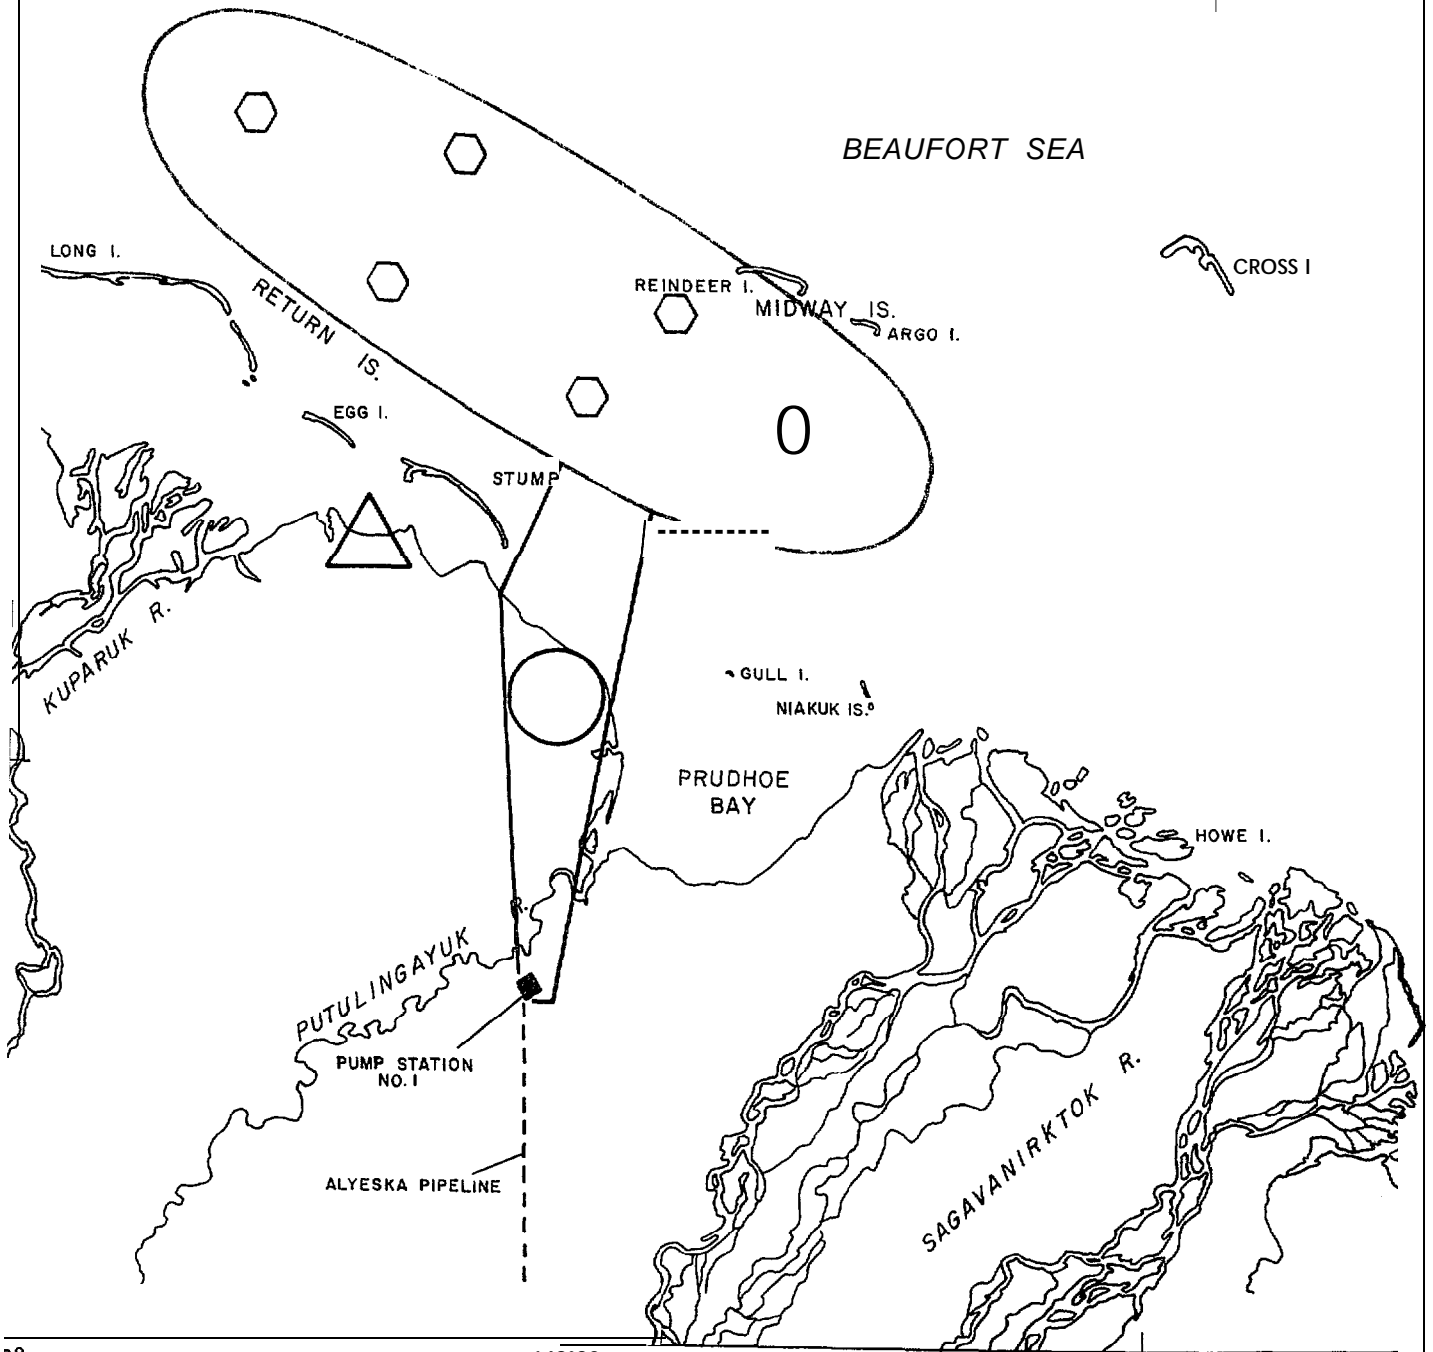 BEAUFORT SEA
LONG I.
CROSS I
RETURN IS.
REINDEER I.
MIDWAY IS.
ARGO I.
EGG I.
O
STUMP
KUPARUK R.
GULL I.
NIAKUK IS.
PRUDHOE
BAY
HOWE I.
PUTULINGAYUK R.
PUMP STATION
NO. I
SAGAVANIRKTOK R.
ALYESKA PIPELINE